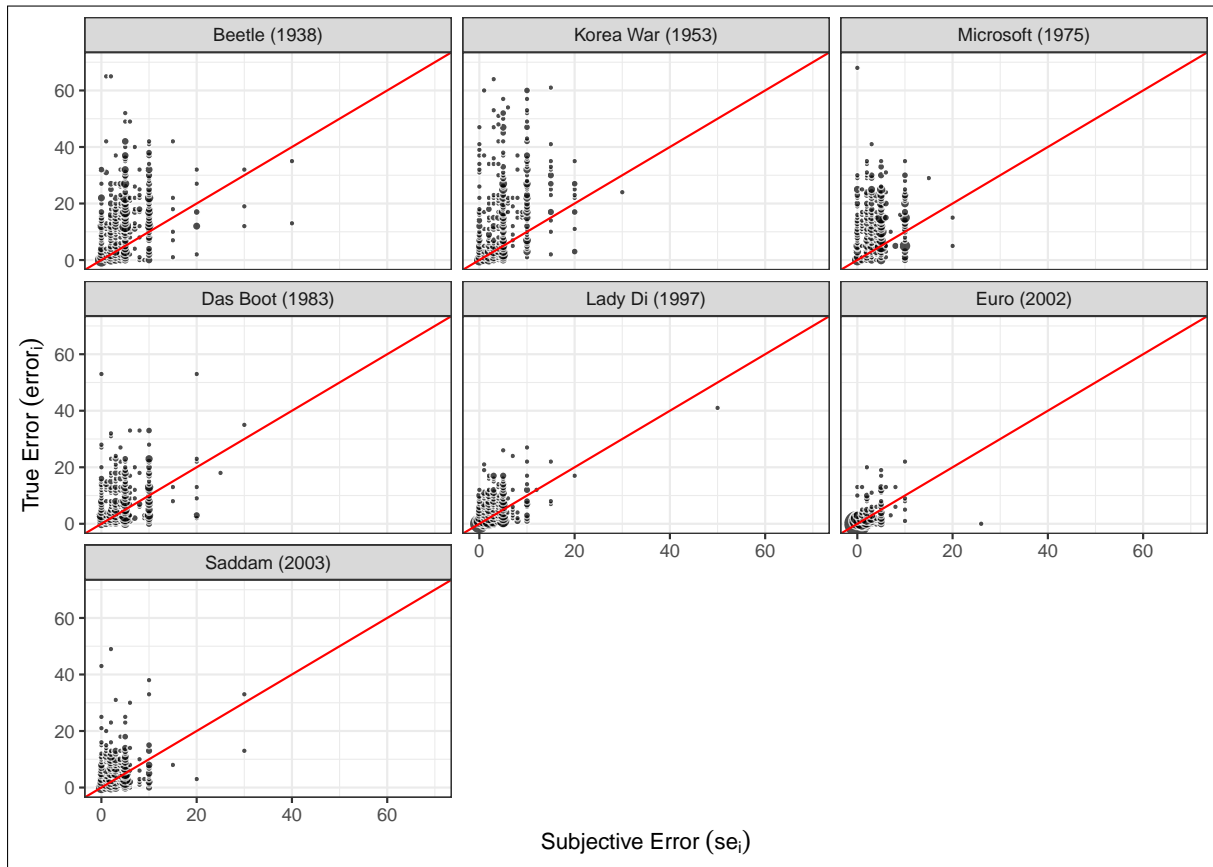 Beetle (1938) Korea War (1953) Microsoft (1975)
60
40
20
0
Das Boot (1983) Lady Di (1997) Euro (2002)
60
40
20
0
0 20 40 60 0 20 40 60
Saddam (2003)
60
40
20
0
0 20 40 60
True Error (error_i)
Subjective Error (se_i)